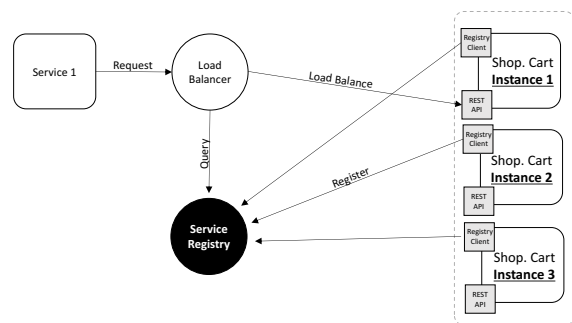 Service 1
Request
Load
Balancer
Load Balance
Query
Register
Service
Registry
Registry
Client
Shop. Cart
Instance 1
REST
API
Registry
Client
Shop. Cart
Instance 2
REST
API
Registry
Client
Shop. Cart
Instance 3
REST
API